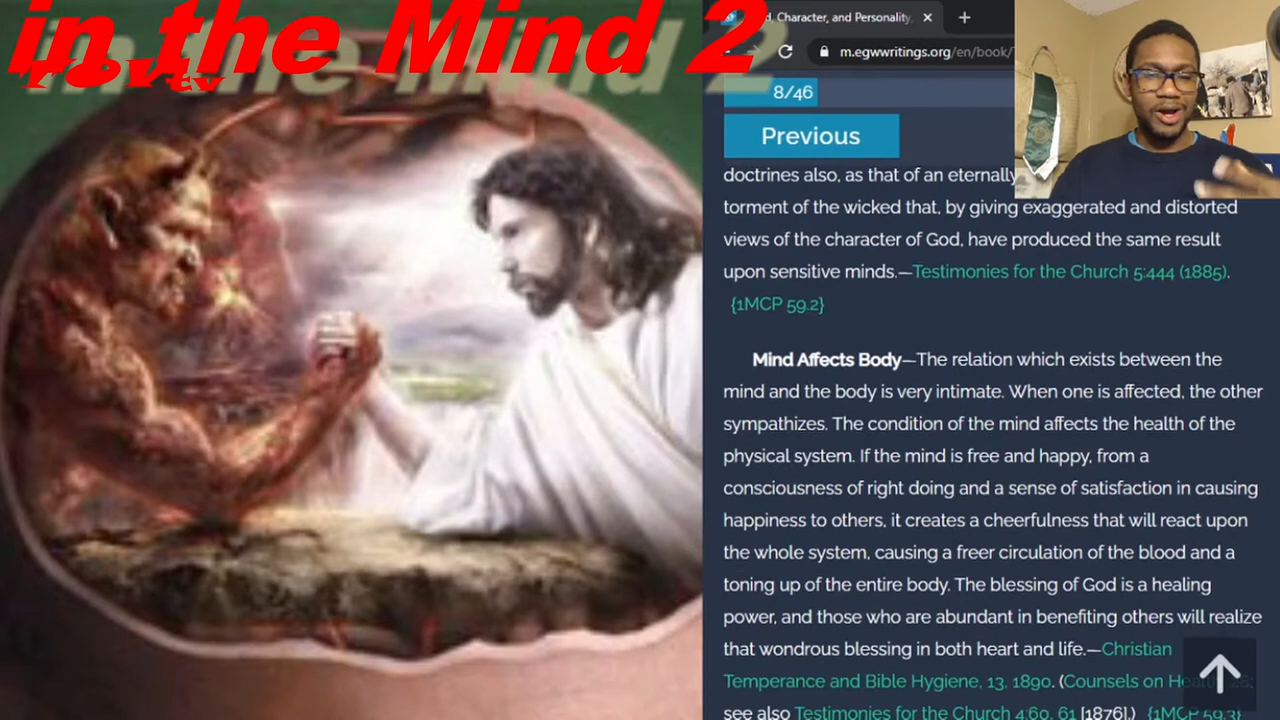 in the Mind 2
tv
d, Character, and Personality,
m.egwwritings.org/en/book/
8/46
Previous
doctrines also, as that of an eternally
torment of the wicked that, by giving exaggerated and distorted
views of the character of God, have produced the same result
upon sensitive minds.—Testimonies for the Church 5:444 (1885).
{1MCP 59.2}
Mind Affects Body—The relation which exists between the
mind and the body is very intimate. When one is affected, the other
sympathizes. The condition of the mind affects the health of the
physical system. If the mind is free and happy, from a
consciousness of right doing and a sense of satisfaction in causing
happiness to others, it creates a cheerfulness that will react upon
the whole system, causing a freer circulation of the blood and a
toning up of the entire body. The blessing of God is a healing
power, and those who are abundant in benefiting others will realize
that wondrous blessing in both heart and life.—Christian
Temperance and Bible Hygiene, 13, 1890. (Counsels on
see also Testimonies for the Church 4:60, 61 [1876].) {1MCP 59.3}